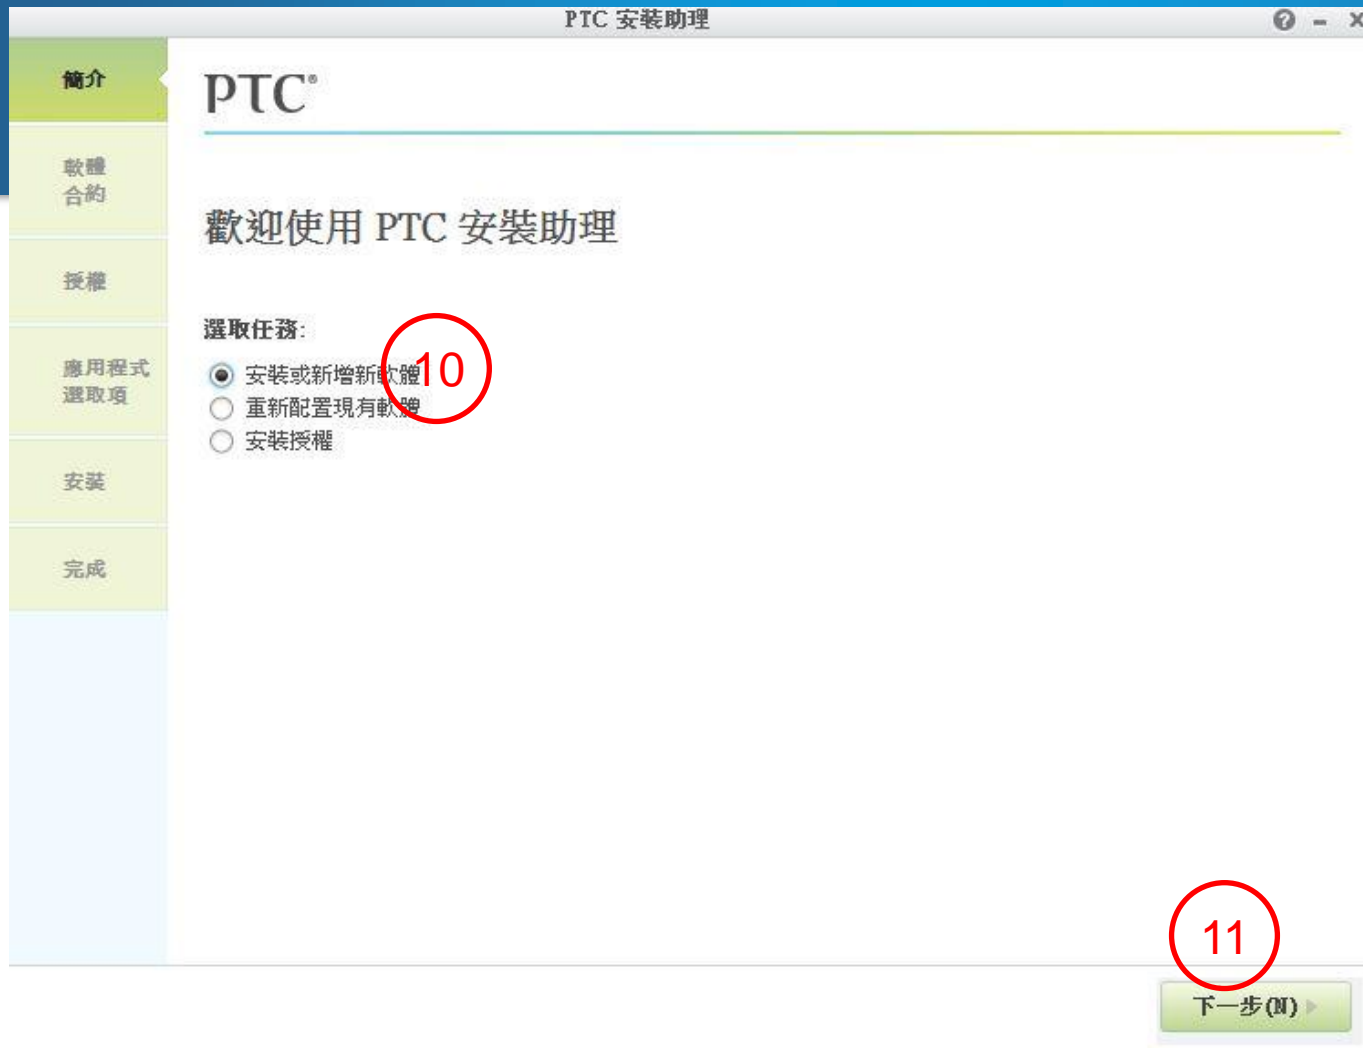 PTC 安裝助理
簡介
軟體
合約
授權
應用程式
選取項
安裝
完成
PTC®
歡迎使用 PTC 安裝助理
選取任務:
安裝或新增新軟體
重新配置現有軟體
安裝授權
10
11
下一步(N)